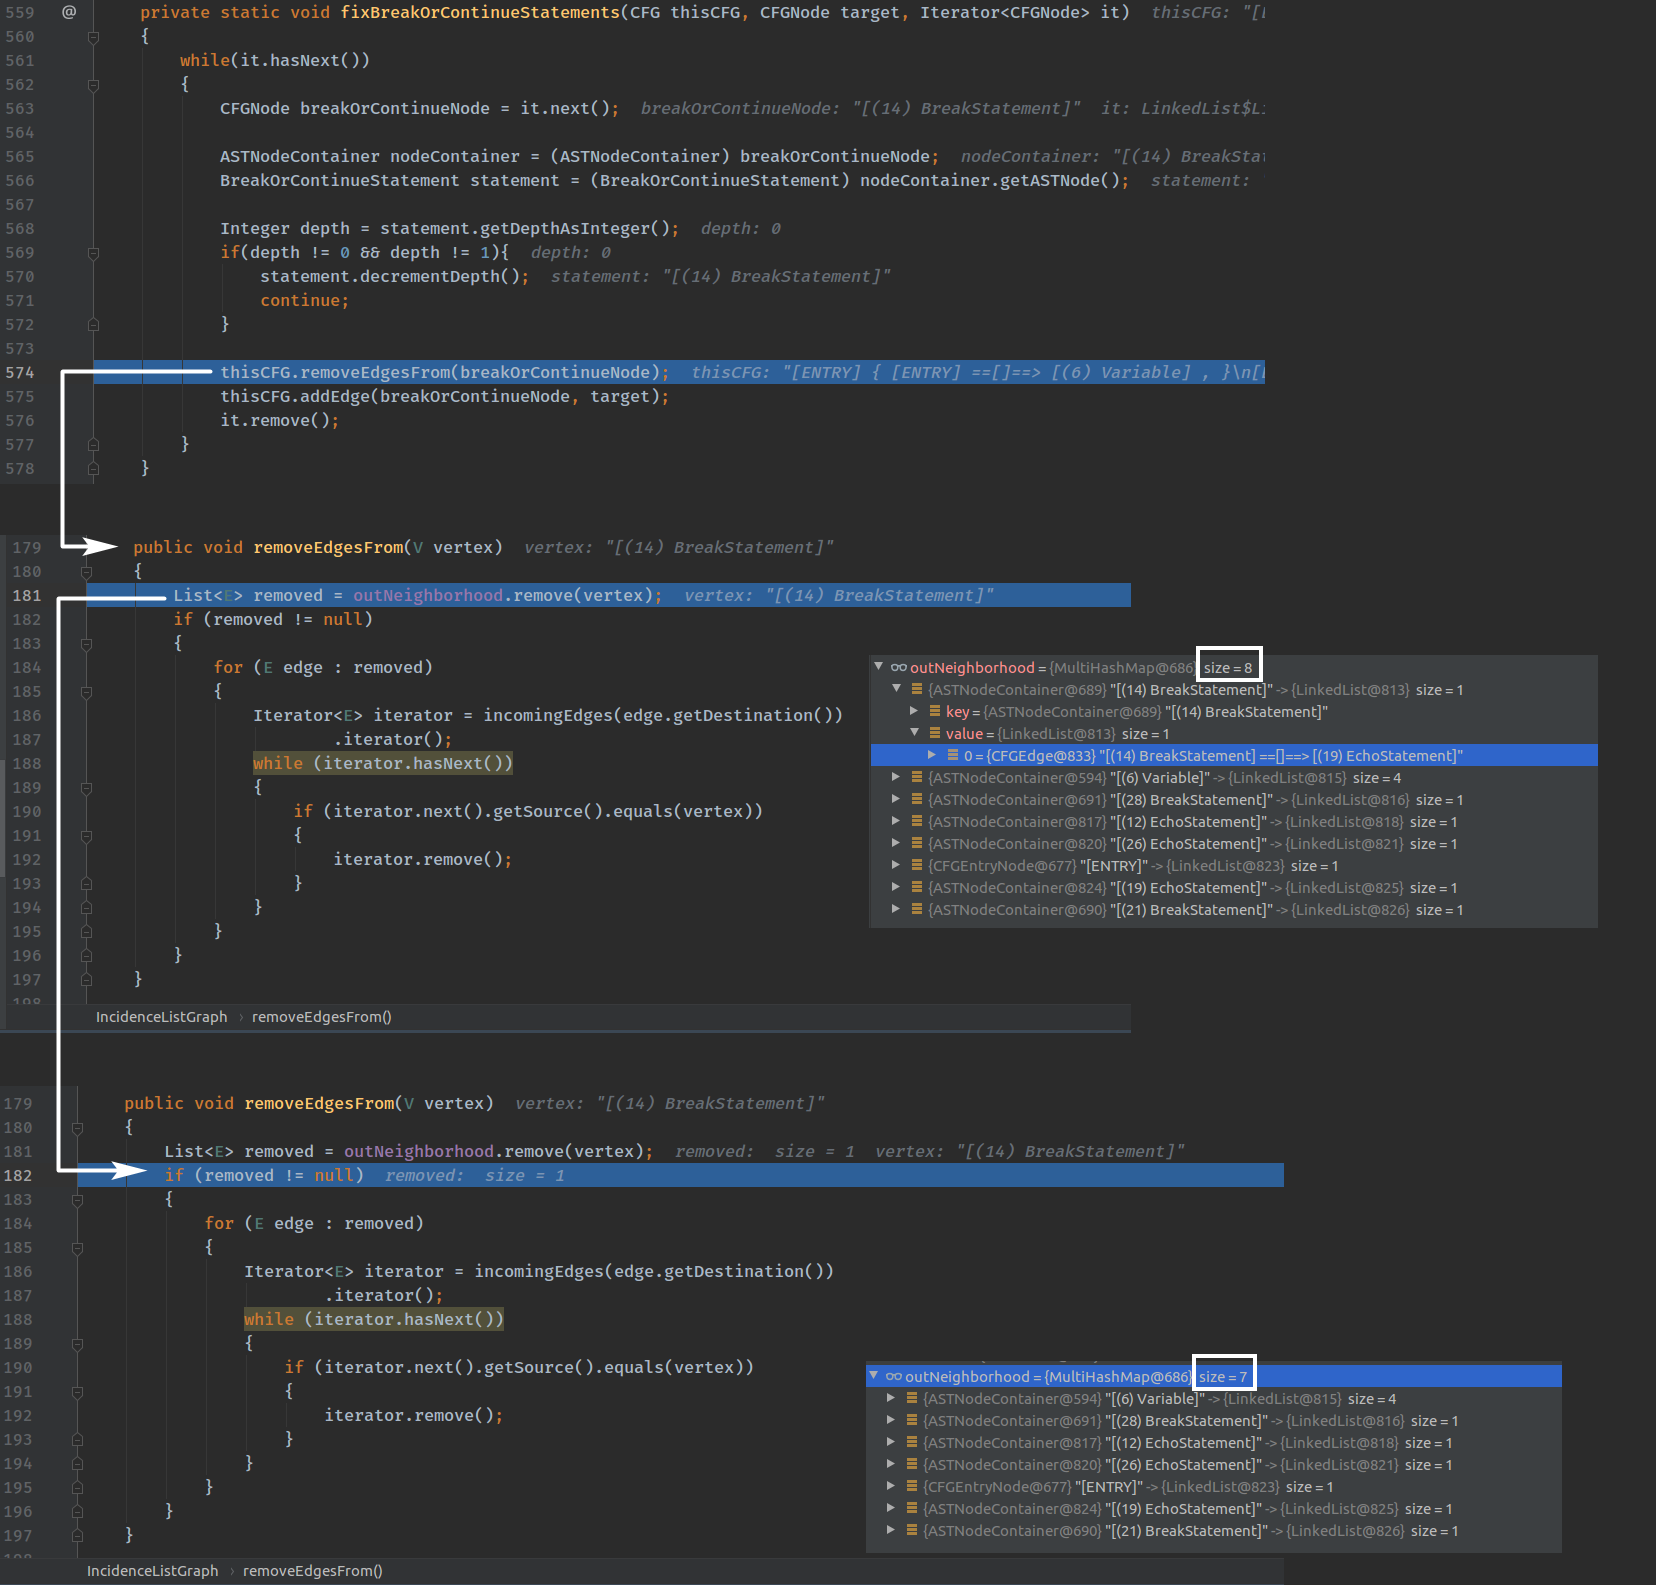 559 @ private static void fixBreakOrContinueStatements(CFG thisCFG, CFGNode target, Iterator<CFGNode> it) thisCFG: "[
560 {
561 while(it.hasNext())
562 {
563 CFGNode breakOrContinueNode = it.next(); breakOrContinueNode: "[(14) BreakStatement]" it: LinkedList$Li
564
565 ASTNodeContainer nodeContainer = (ASTNodeContainer) breakOrContinueNode; nodeContainer: "[(14) BreakSta
566 BreakOrContinueStatement statement = (BreakOrContinueStatement) nodeContainer.getASTNode(); statement:
567
568 Integer depth = statement.getDepthAsInteger(); depth: 0
569 if(depth != 0 && depth != 1){ depth: 0
570 statement.decrementDepth(); statement: "[(14) BreakStatement]"
571 continue;
572 }
573
574 thisCFG.removeEdgesFrom(breakOrContinueNode); thisCFG: "[ENTRY] { [ENTRY] ==[]==> [(6) Variable] , }\n[
575 thisCFG.addEdge(breakOrContinueNode, target);
576 it.remove();
577 }
578 }
179 public void removeEdgesFrom(V vertex) vertex: "[(14) BreakStatement]"
180 {
181 List<E> removed = outNeighborhood.remove(vertex); vertex: "[(14) BreakStatement]"
182 if (removed != null)
183 {
184 for (E edge : removed)
185 {
186 Iterator<E> iterator = incomingEdges(edge.getDestination())
187 .iterator();
188 while (iterator.hasNext())
189 {
190 if (iterator.next().getSource().equals(vertex))
191 {
192 iterator.remove();
193 }
194 }
195 }
196 }
197 }
198
outNeighborhood = {MultiHashMap@686} size = 8
{ASTNodeContainer@689} "[(14) BreakStatement]" -> {LinkedList@813} size = 1
key = {ASTNodeContainer@689} "[(14) BreakStatement]"
value = {LinkedList@813} size = 1
0 = {CFGEdge@833} "[(14) BreakStatement] ==[]==> [(19) EchoStatement]"
{ASTNodeContainer@594} "[(6) Variable]" -> {LinkedList@815} size = 4
{ASTNodeContainer@691} "[(28) BreakStatement]" -> {LinkedList@816} size = 1
{ASTNodeContainer@817} "[(12) EchoStatement]" -> {LinkedList@818} size = 1
{ASTNodeContainer@820} "[(26) EchoStatement]" -> {LinkedList@821} size = 1
{CFGEntryNode@677} "[ENTRY]" -> {LinkedList@823} size = 1
{ASTNodeContainer@824} "[(19) EchoStatement]" -> {LinkedList@825} size = 1
{ASTNodeContainer@690} "[(21) BreakStatement]" -> {LinkedList@826} size = 1
IncidenceListGraph › removeEdgesFrom()
179 public void removeEdgesFrom(V vertex) vertex: "[(14) BreakStatement]"
180 {
181 List<E> removed = outNeighborhood.remove(vertex); removed: size = 1 vertex: "[(14) BreakStatement]"
182 if (removed != null) removed: size = 1
183 {
184 for (E edge : removed)
185 {
186 Iterator<E> iterator = incomingEdges(edge.getDestination())
187 .iterator();
188 while (iterator.hasNext())
189 {
190 if (iterator.next().getSource().equals(vertex))
191 {
192 iterator.remove();
193 }
194 }
195 }
196 }
197 }
outNeighborhood = {MultiHashMap@686} size = 7
{ASTNodeContainer@594} "[(6) Variable]" -> {LinkedList@815} size = 4
{ASTNodeContainer@691} "[(28) BreakStatement]" -> {LinkedList@816} size = 1
{ASTNodeContainer@817} "[(12) EchoStatement]" -> {LinkedList@818} size = 1
{ASTNodeContainer@820} "[(26) EchoStatement]" -> {LinkedList@821} size = 1
{CFGEntryNode@677} "[ENTRY]" -> {LinkedList@823} size = 1
{ASTNodeContainer@824} "[(19) EchoStatement]" -> {LinkedList@825} size = 1
{ASTNodeContainer@690} "[(21) BreakStatement]" -> {LinkedList@826} size = 1
IncidenceListGraph › removeEdgesFrom()